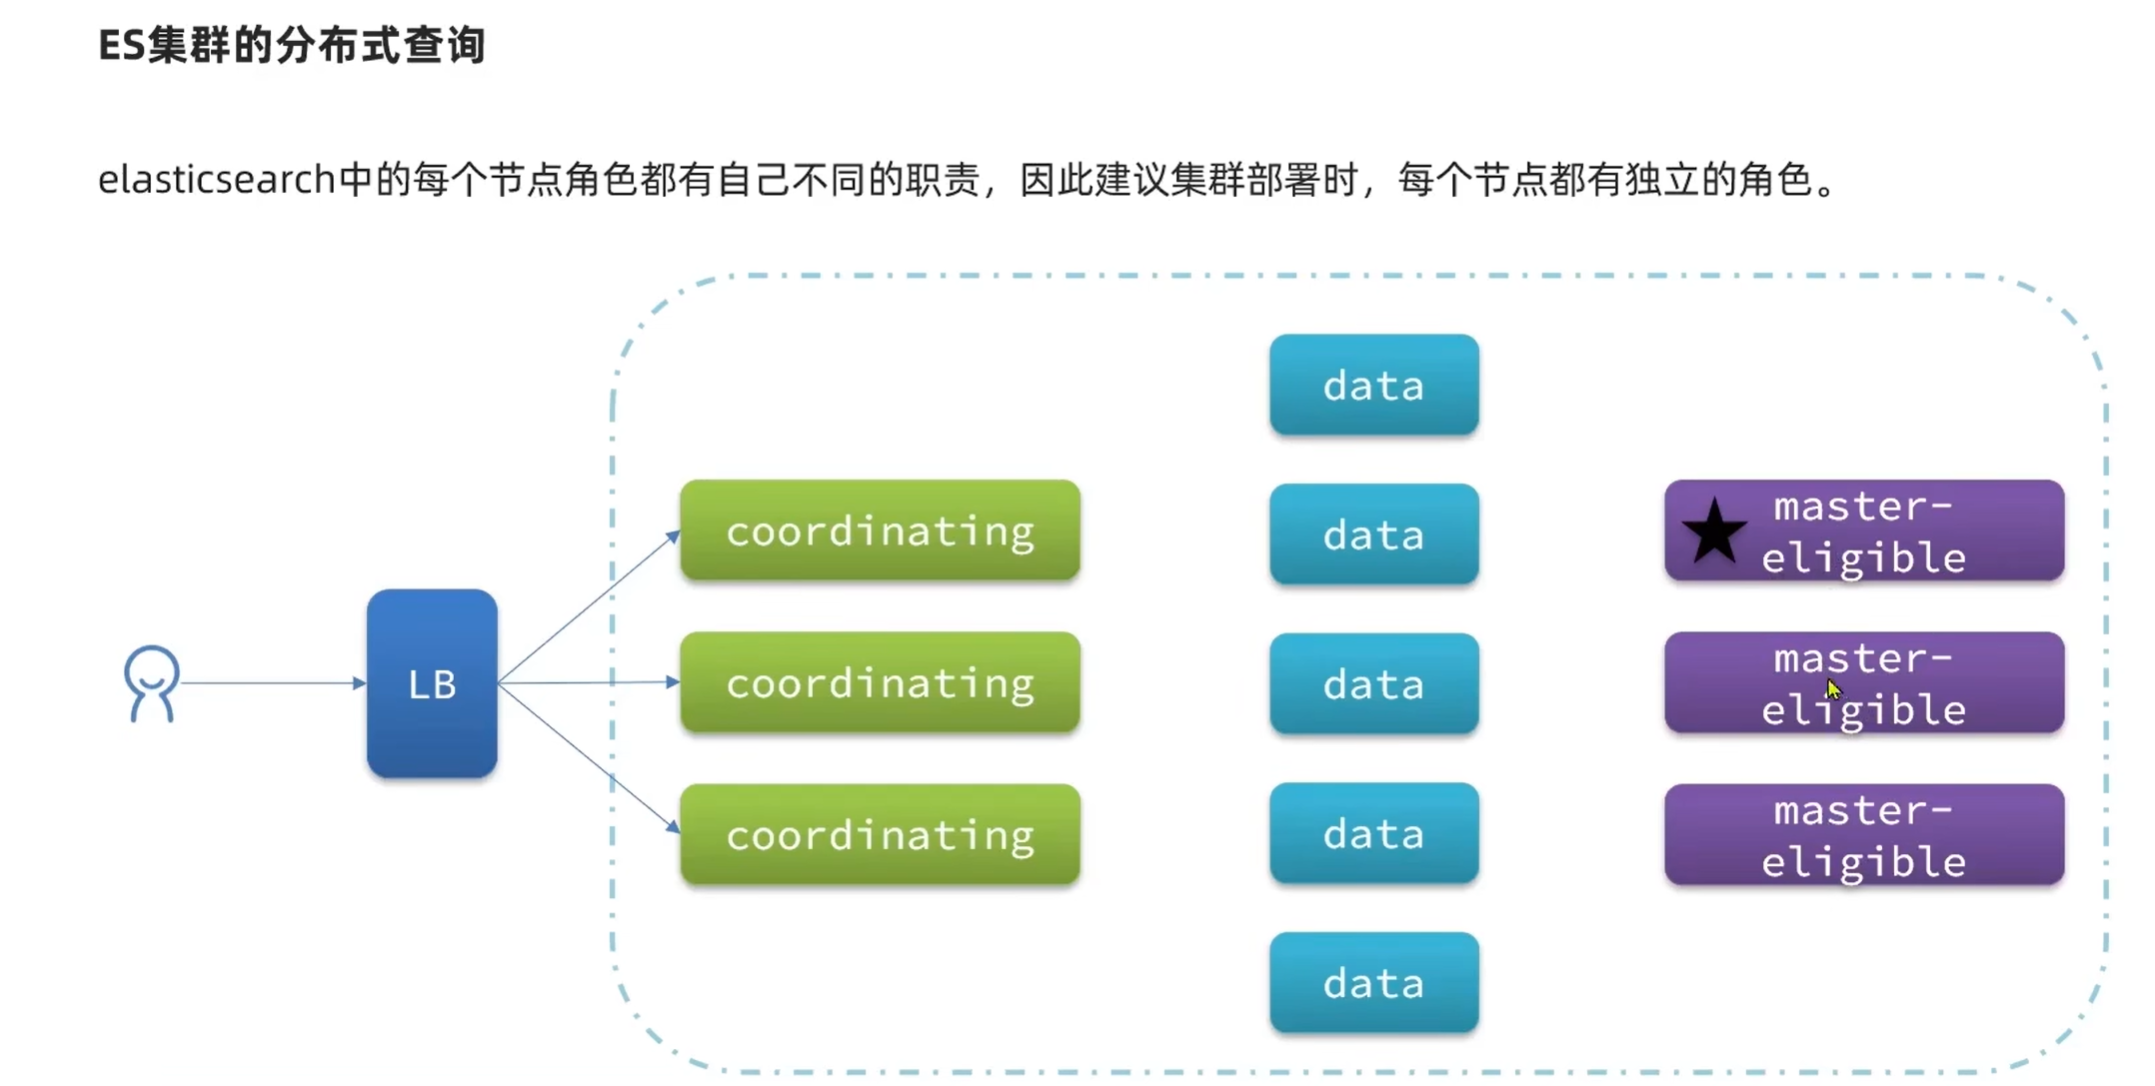 ES集群的分布式查询
elasticsearch中的每个节点角色都有自己不同的职责，因此建议集群部署时，每个节点都有独立的角色。
LB
coordinating
coordinating
coordinating
data
data
data
data
data
master-
eligible
master-
eligible
master-
eligible